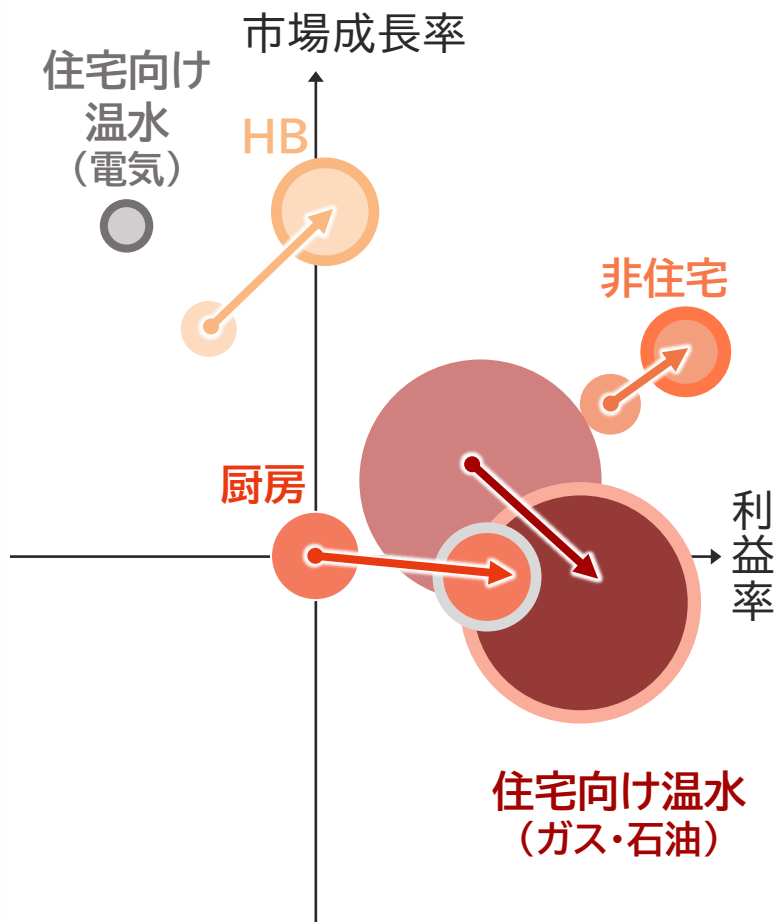 市場成長率
住宅向け
温水
（電気）
HB
非住宅
厨房
利益率
住宅向け温水
（ガス・石油）